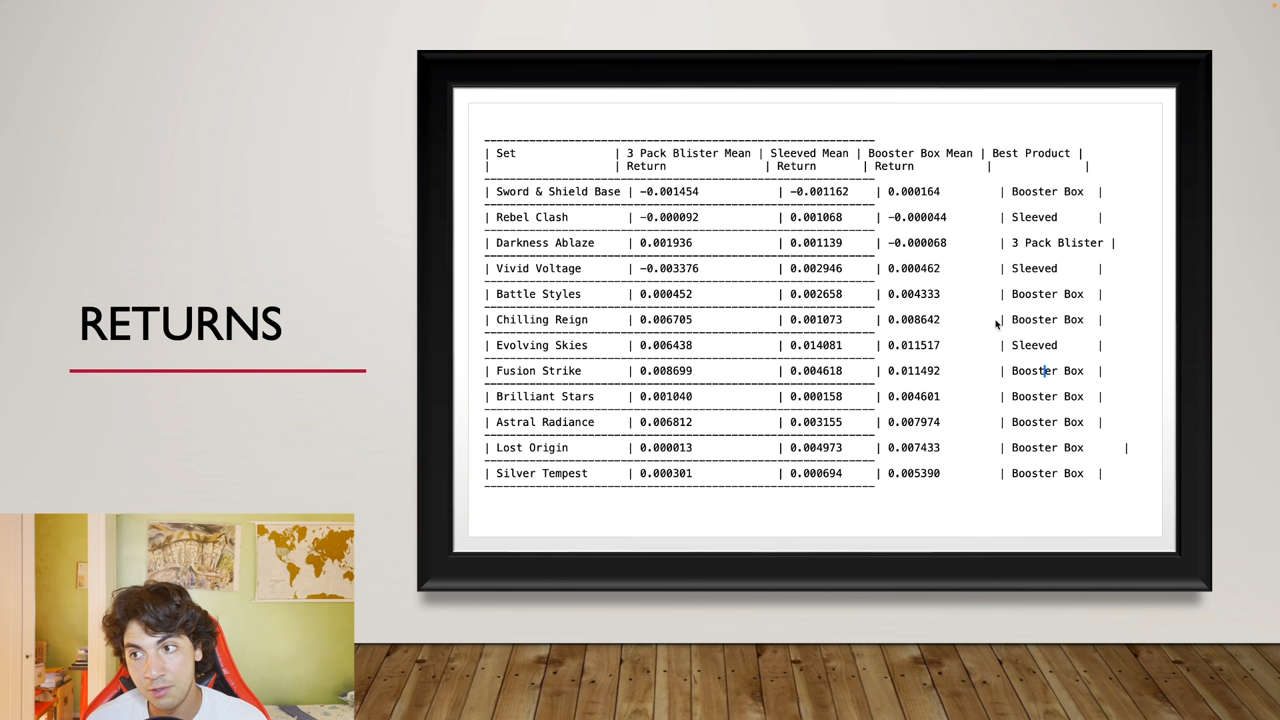 RETURNS
| Set | 3 Pack Blister Mean | Sleeved Mean | Booster Box Mean | Best Product |
| | Return | Return | Return | |
| Sword & Shield Base | -0.001454 | -0.001162 | 0.000164 | Booster Box |
| Rebel Clash | -0.000092 | 0.001068 | -0.000044 | Sleeved |
| Darkness Ablaze | 0.001936 | 0.001139 | -0.000068 | 3 Pack Blister |
| Vivid Voltage | -0.003376 | 0.002946 | 0.000462 | Sleeved |
| Battle Styles | 0.000452 | 0.002658 | 0.004333 | Booster Box |
| Chilling Reign | 0.006705 | 0.001073 | 0.008642 | Booster Box |
| Evolving Skies | 0.006438 | 0.014081 | 0.011517 | Sleeved |
| Fusion Strike | 0.008699 | 0.004618 | 0.011492 | Booster Box |
| Brilliant Stars | 0.001040 | 0.000158 | 0.004601 | Booster Box |
| Astral Radiance | 0.006812 | 0.003155 | 0.007974 | Booster Box |
| Lost Origin | 0.000013 | 0.004973 | 0.007433 | Booster Box |
| Silver Tempest | 0.000301 | 0.000694 | 0.005390 | Booster Box |